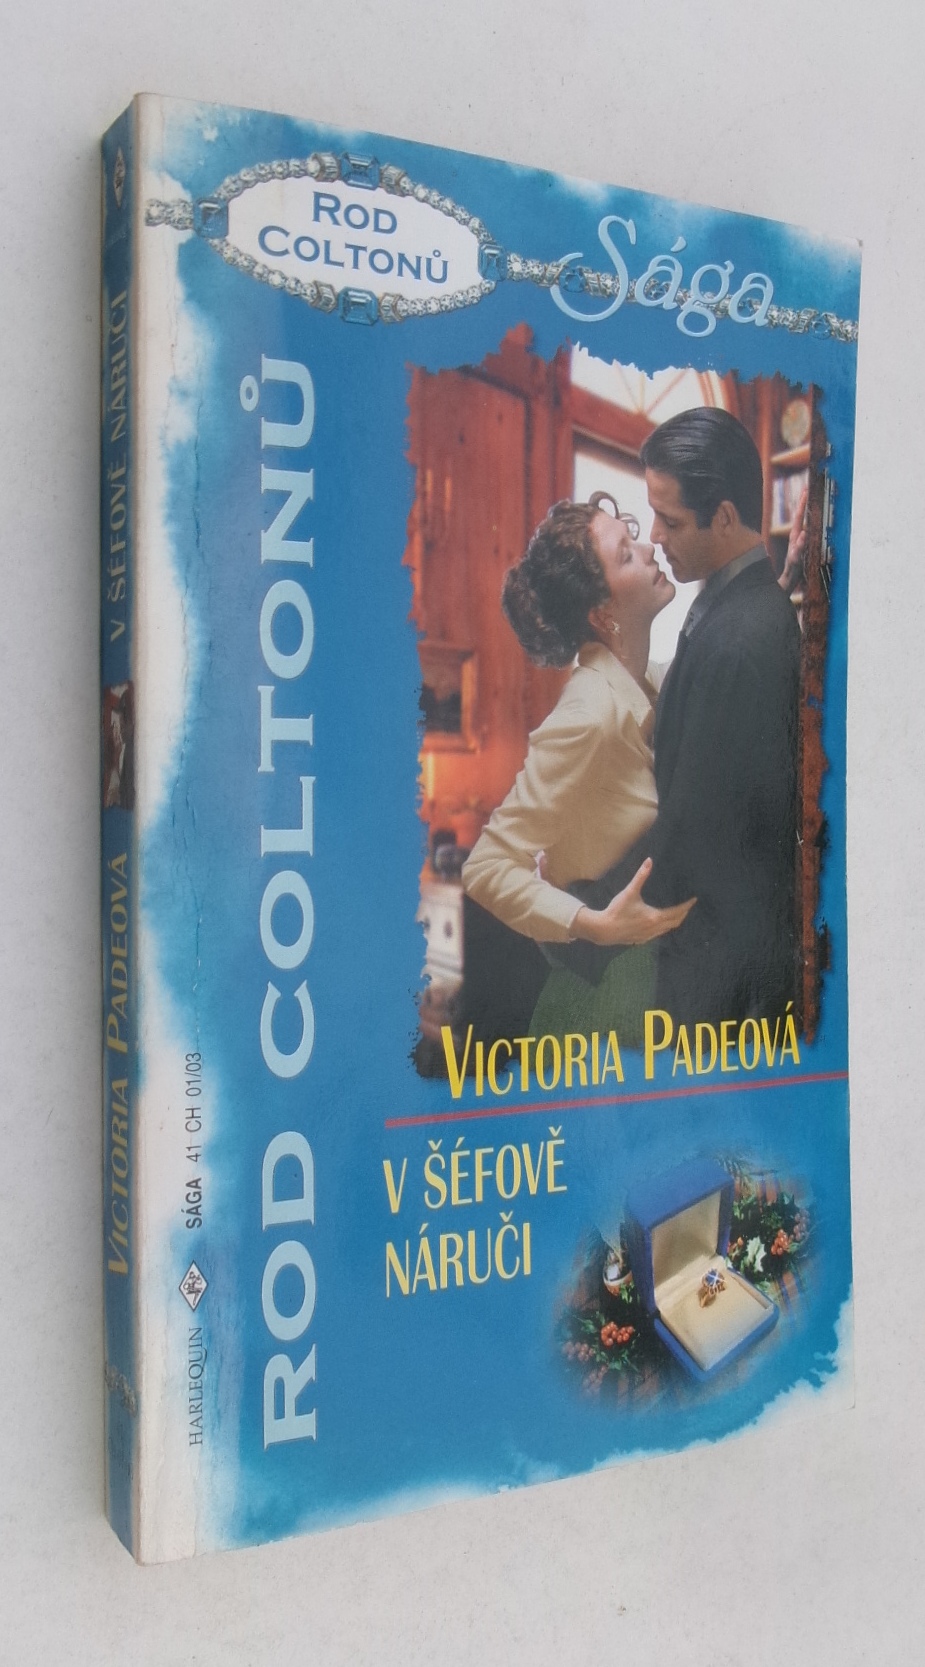 ROD
COLTONŮ
Sága
ROD COLTONŮ
VICTORIA PADEOVÁ
V ŠÉFOVĚ
NÁRUČI
HARLEQUIN SÁGA 41 CH 01/03
VICTORIA PADEOVÁ V ŠÉFOVĚ NÁRUČI